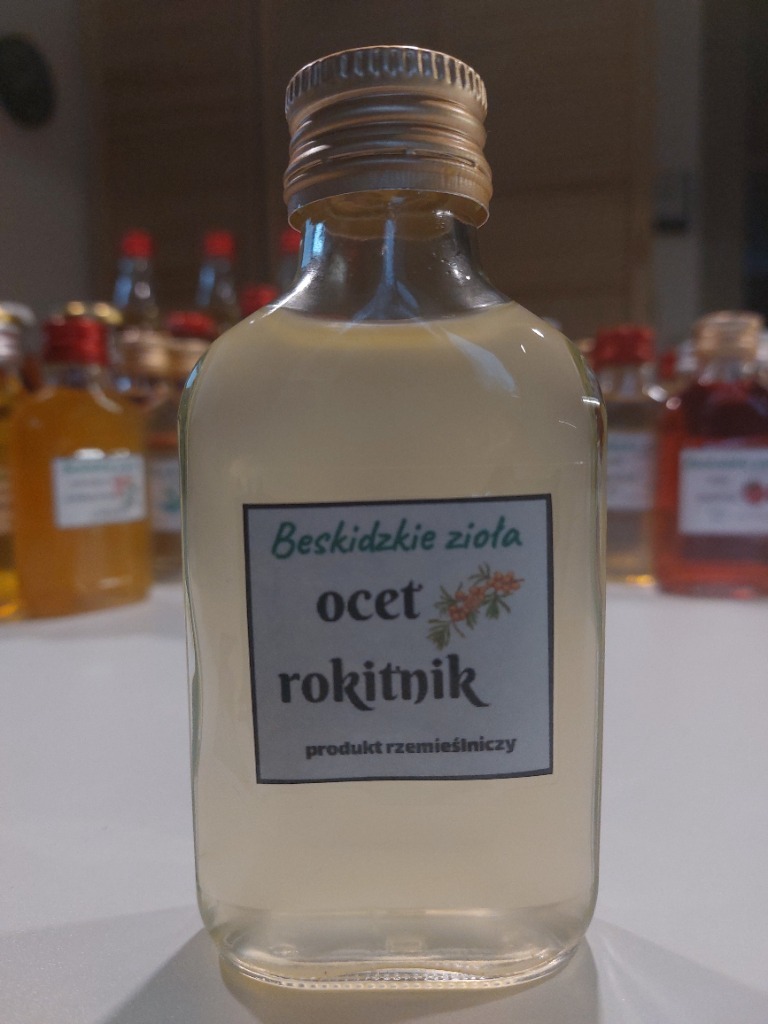 Beskidzkie zioła
ocet
rokitnik
produkt rzemieślniczy